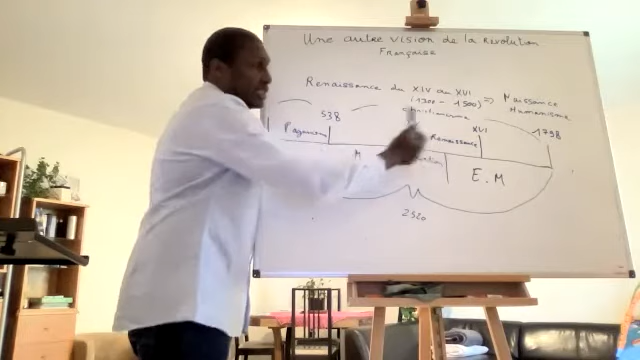 Une autre vision de la Révolution
Française
Renaissance du XIV au XVI
(1300 - 1500) => Naissance
Humanisme
christianisme
538
XVI
1798
Paganisme
Renaissance
M
E.M
2520